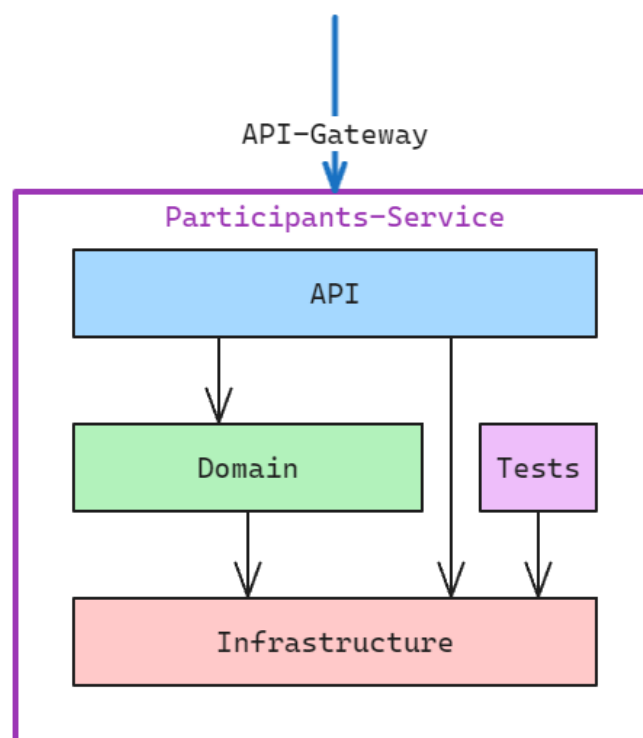 API-Gateway
Participants-Service
API
Domain
Tests
Infrastructure